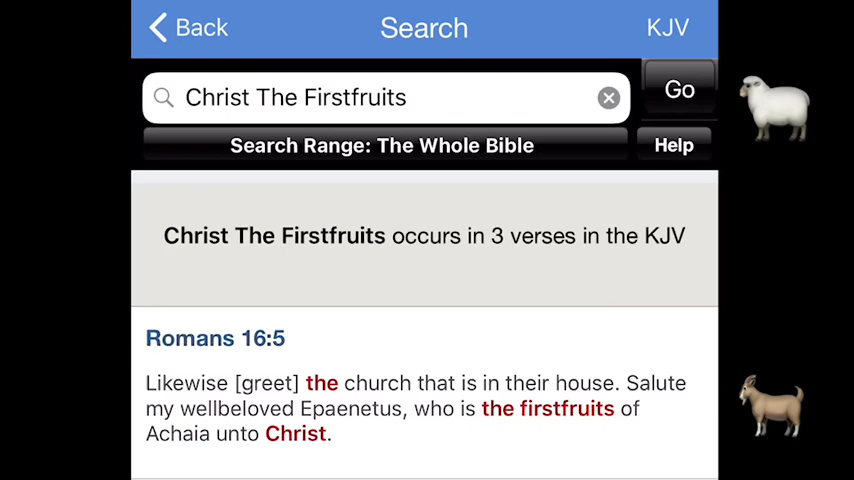 Back Search KJV
Christ The Firstfruits Go
Search Range: The Whole Bible Help
Christ The Firstfruits occurs in 3 verses in the KJV
Romans 16:5
Likewise [greet] the church that is in their house. Salute
my wellbeloved Epaenetus, who is the firstfruits of
Achaia unto Christ.